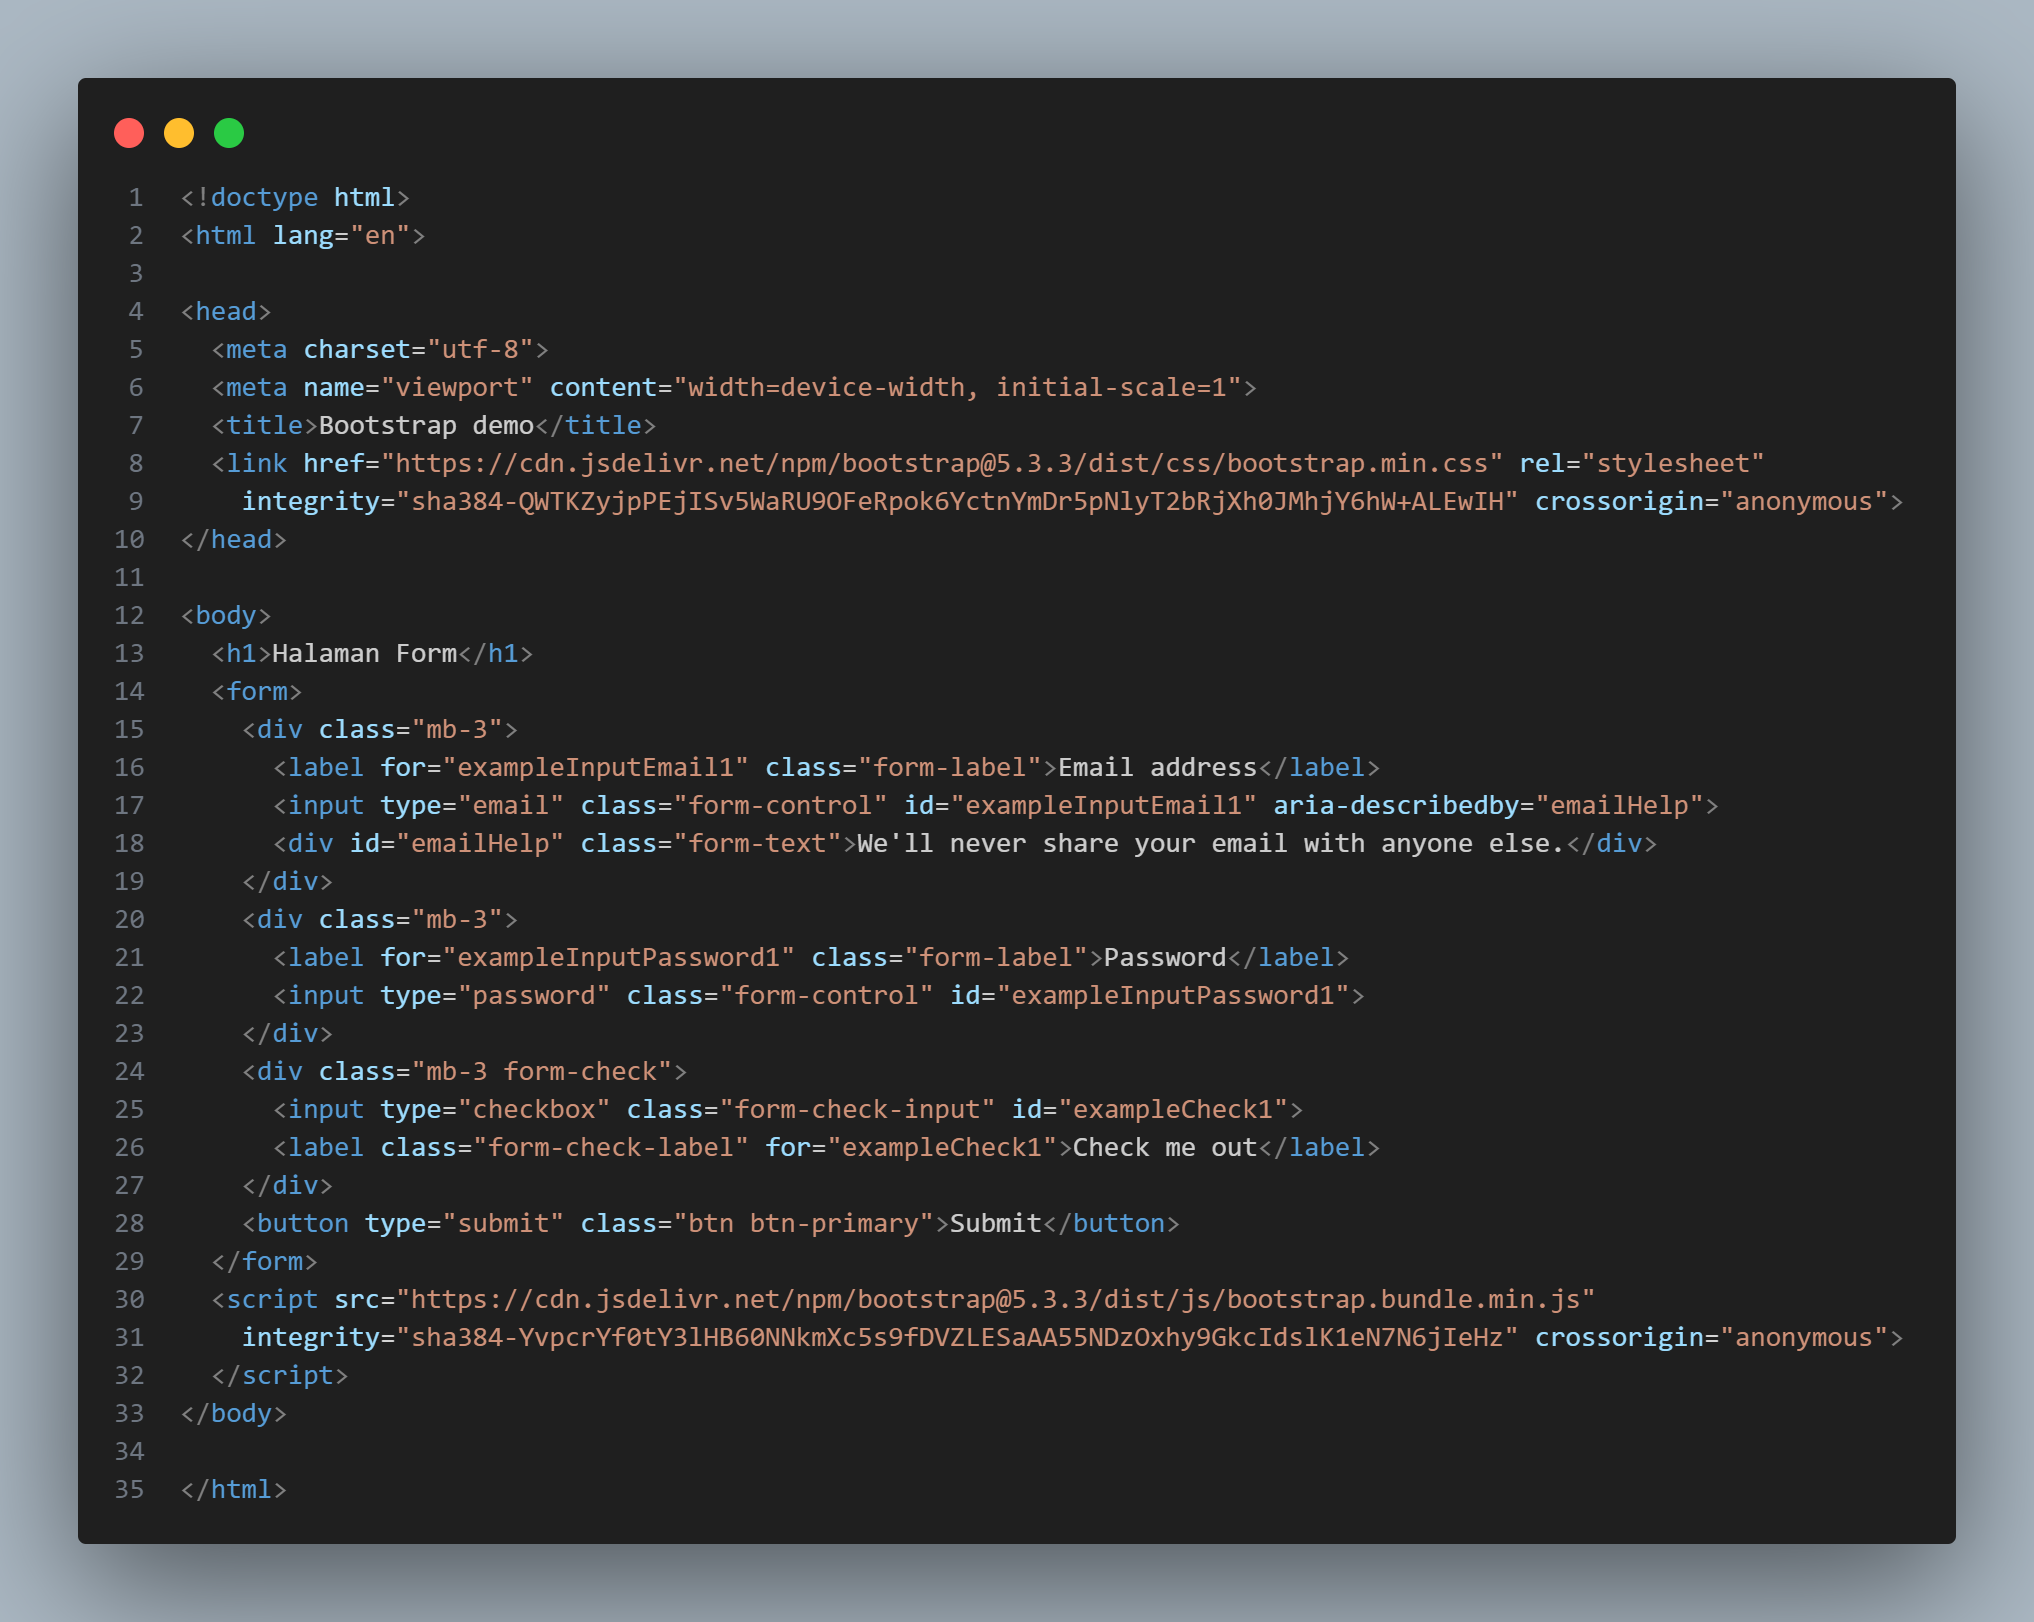 1 <!doctype html>
2 <html lang="en">
3
4 <head>
5   <meta charset="utf-8">
6   <meta name="viewport" content="width=device-width, initial-scale=1">
7   <title>Bootstrap demo</title>
8   <link href="https://cdn.jsdelivr.net/npm/bootstrap@5.3.3/dist/css/bootstrap.min.css" rel="stylesheet"
9     integrity="sha384-QWTKZyjpPEjISv5WaRU9OFeRpok6YctnYmDr5pNlyT2bRjXh0JMhjY6hW+ALEwIH" crossorigin="anonymous">
10 </head>
11
12 <body>
13   <h1>Halaman Form</h1>
14   <form>
15     <div class="mb-3">
16       <label for="exampleInputEmail1" class="form-label">Email address</label>
17       <input type="email" class="form-control" id="exampleInputEmail1" aria-describedby="emailHelp">
18       <div id="emailHelp" class="form-text">We'll never share your email with anyone else.</div>
19     </div>
20     <div class="mb-3">
21       <label for="exampleInputPassword1" class="form-label">Password</label>
22       <input type="password" class="form-control" id="exampleInputPassword1">
23     </div>
24     <div class="mb-3 form-check">
25       <input type="checkbox" class="form-check-input" id="exampleCheck1">
26       <label class="form-check-label" for="exampleCheck1">Check me out</label>
27     </div>
28     <button type="submit" class="btn btn-primary">Submit</button>
29   </form>
30   <script src="https://cdn.jsdelivr.net/npm/bootstrap@5.3.3/dist/js/bootstrap.bundle.min.js"
31     integrity="sha384-YvpcrYf0tY3lHB60NNkmXc5s9fDVZLESaAA55NDzOxhy9GkcIdslK1eN7N6jIeHz" crossorigin="anonymous">
32   </script>
33 </body>
34
35 </html>